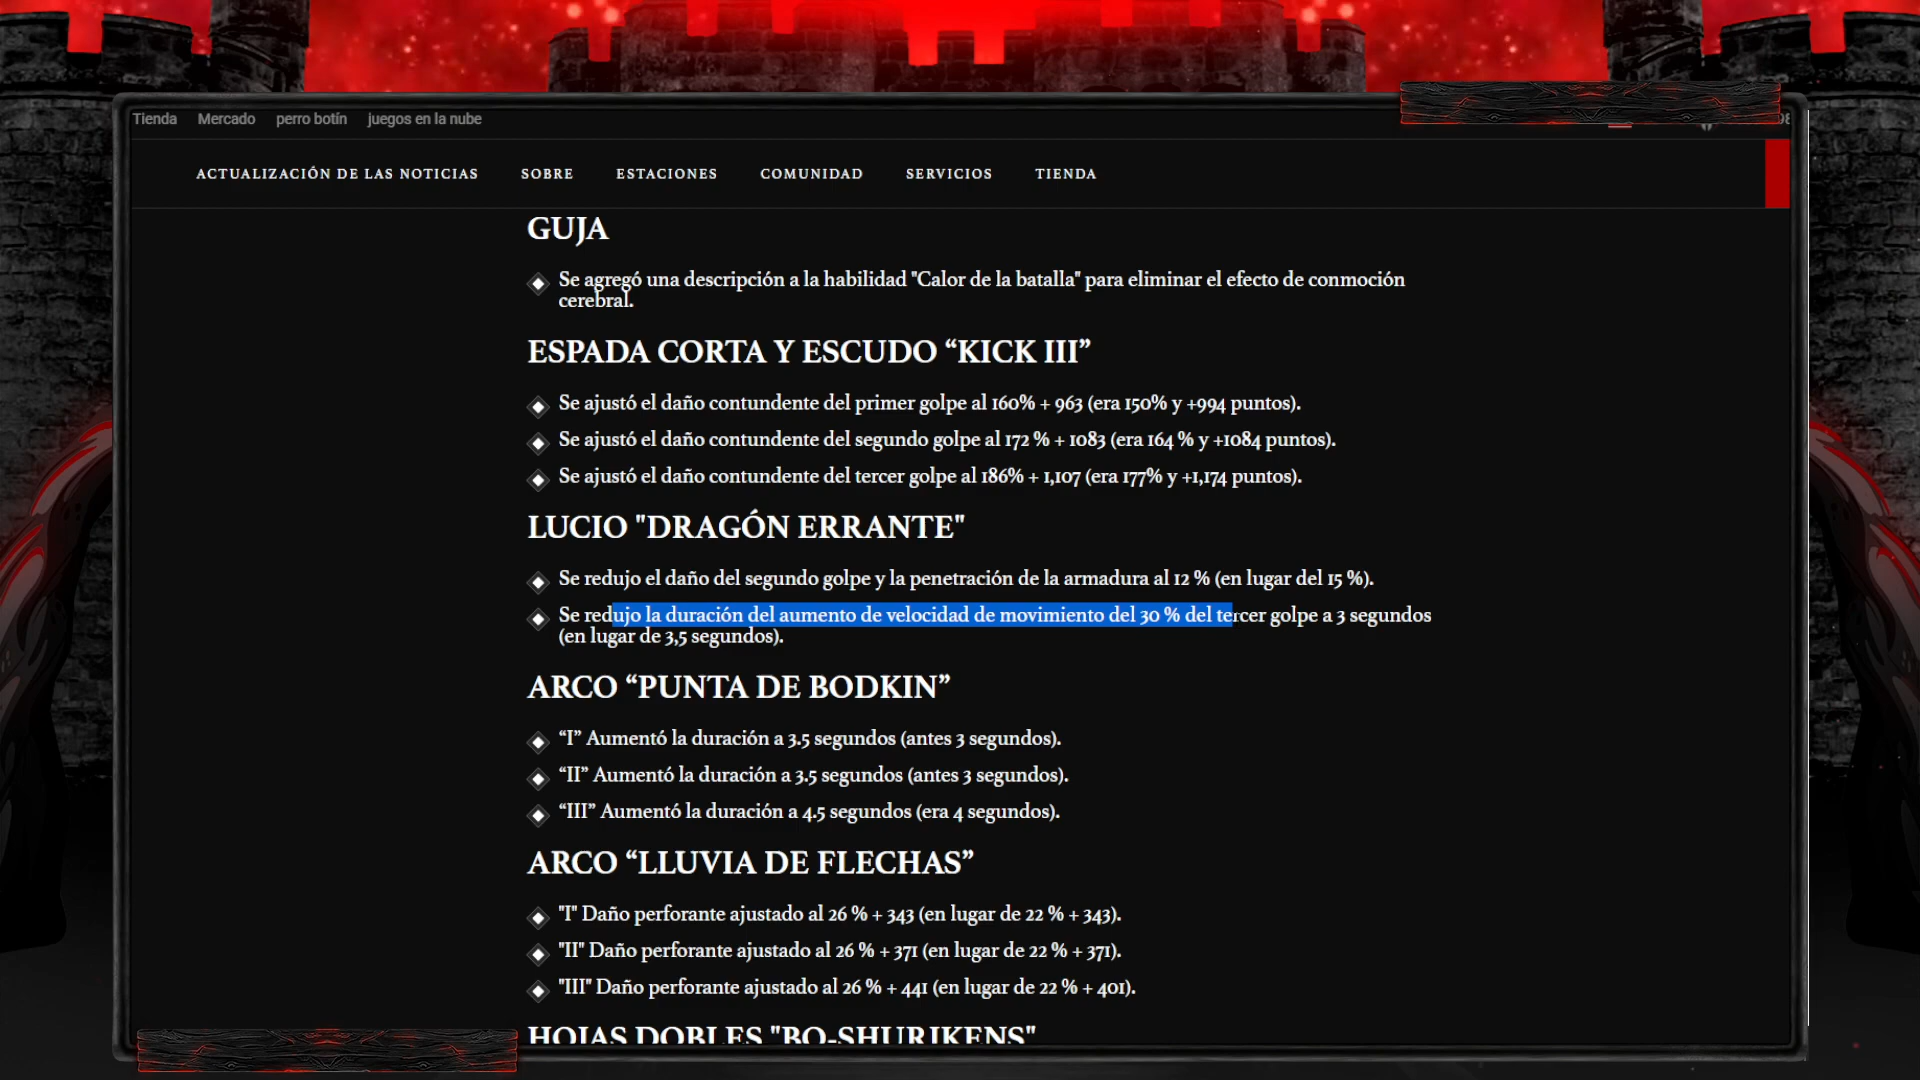 Tienda Mercado perro botín juegos en la nube
ACTUALIZACIÓN DE LAS NOTICIAS SOBRE ESTACIONES COMUNIDAD SERVICIOS TIENDA
GUJA
Se agregó una descripción a la habilidad "Calor de la batalla" para eliminar el efecto de conmoción
cerebral.
ESPADA CORTA Y ESCUDO “KICK III”
Se ajustó el daño contundente del primer golpe al 160% + 963 (era 150% y +994 puntos).
Se ajustó el daño contundente del segundo golpe al 172 % + 1083 (era 164 % y +1084 puntos).
Se ajustó el daño contundente del tercer golpe al 186% + 1,107 (era 177% y +1,174 puntos).
LUCIO "DRAGÓN ERRANTE"
Se redujo el daño del segundo golpe y la penetración de la armadura al 12 % (en lugar del 15 %).
Se redujo la duración del aumento de velocidad de movimiento del 30 % del tercer golpe a 3 segundos
(en lugar de 3,5 segundos).
ARCO “PUNTA DE BODKIN”
“I” Aumentó la duración a 3.5 segundos (antes 3 segundos).
“II” Aumentó la duración a 3.5 segundos (antes 3 segundos).
“III” Aumentó la duración a 4.5 segundos (era 4 segundos).
ARCO “LLUVIA DE FLECHAS”
"I" Daño perforante ajustado al 26 % + 343 (en lugar de 22 % + 343).
"II" Daño perforante ajustado al 26 % + 371 (en lugar de 22 % + 371).
"III" Daño perforante ajustado al 26 % + 441 (en lugar de 22 % + 401).
HOJAS DOBLES "BO-SHURIKENS"